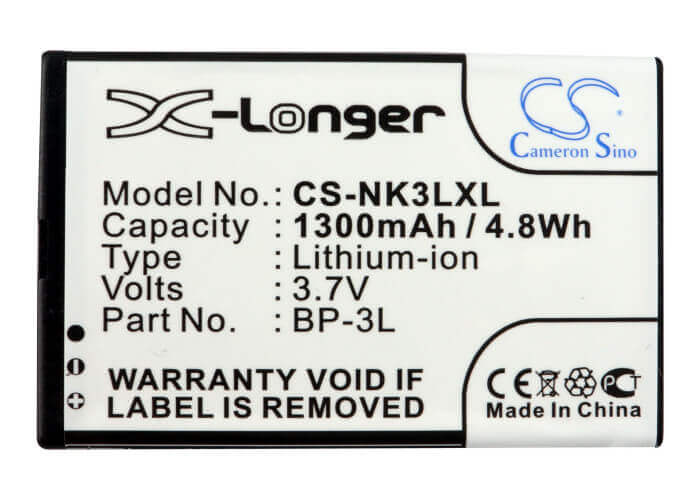 X-Longer
CS
Cameron Sino
Model No.: CS-NK3LXL
Capacity : 1300mAh / 4.8Wh
Type : Lithium-ion
Volts : 3.7V
Part No. : BP-3L
WARRANTY VOID IF
LABEL IS REMOVED.
CE PCT
Made In China